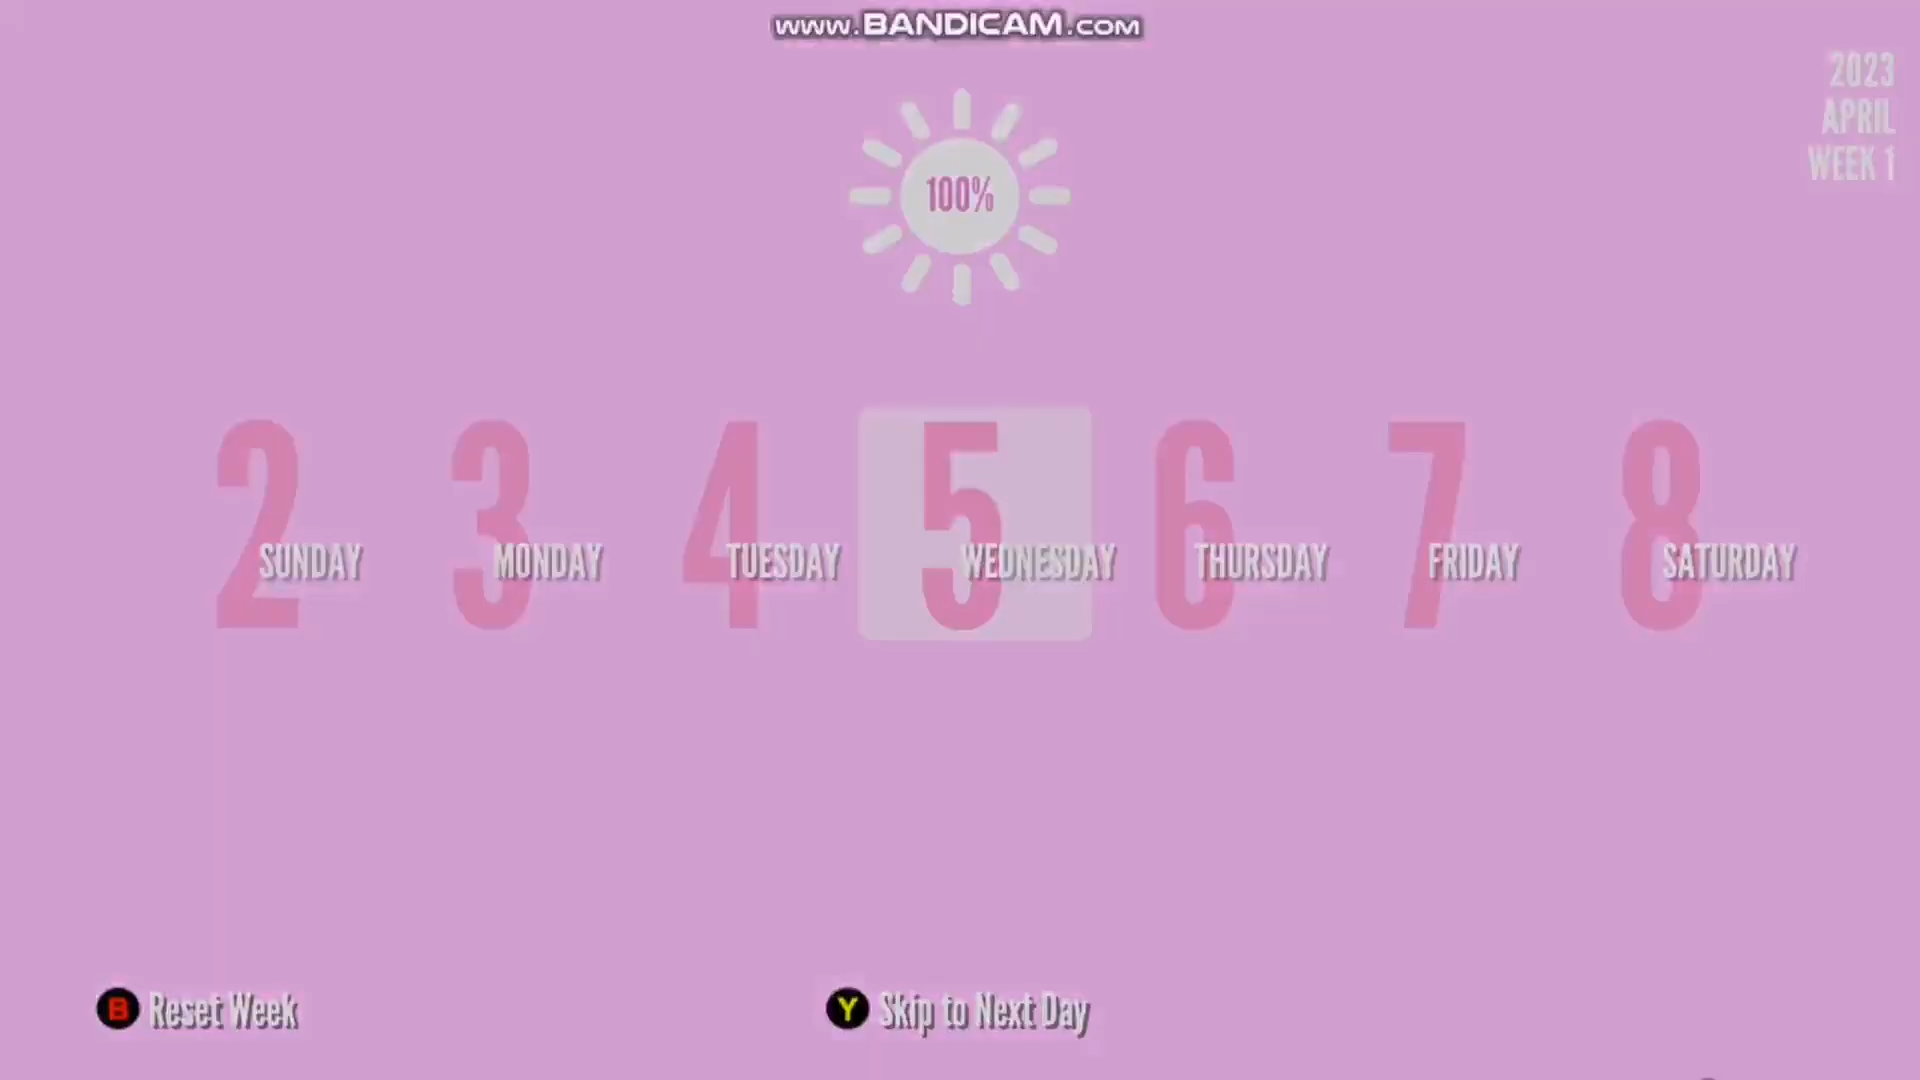 www.BANDICAM.com
2023
APRIL
WEEK 1
100%
2 3 4 5 6 7 8
SUNDAY MONDAY TUESDAY WEDNESDAY THURSDAY FRIDAY SATURDAY
B Reset Week Y Skip to Next Day